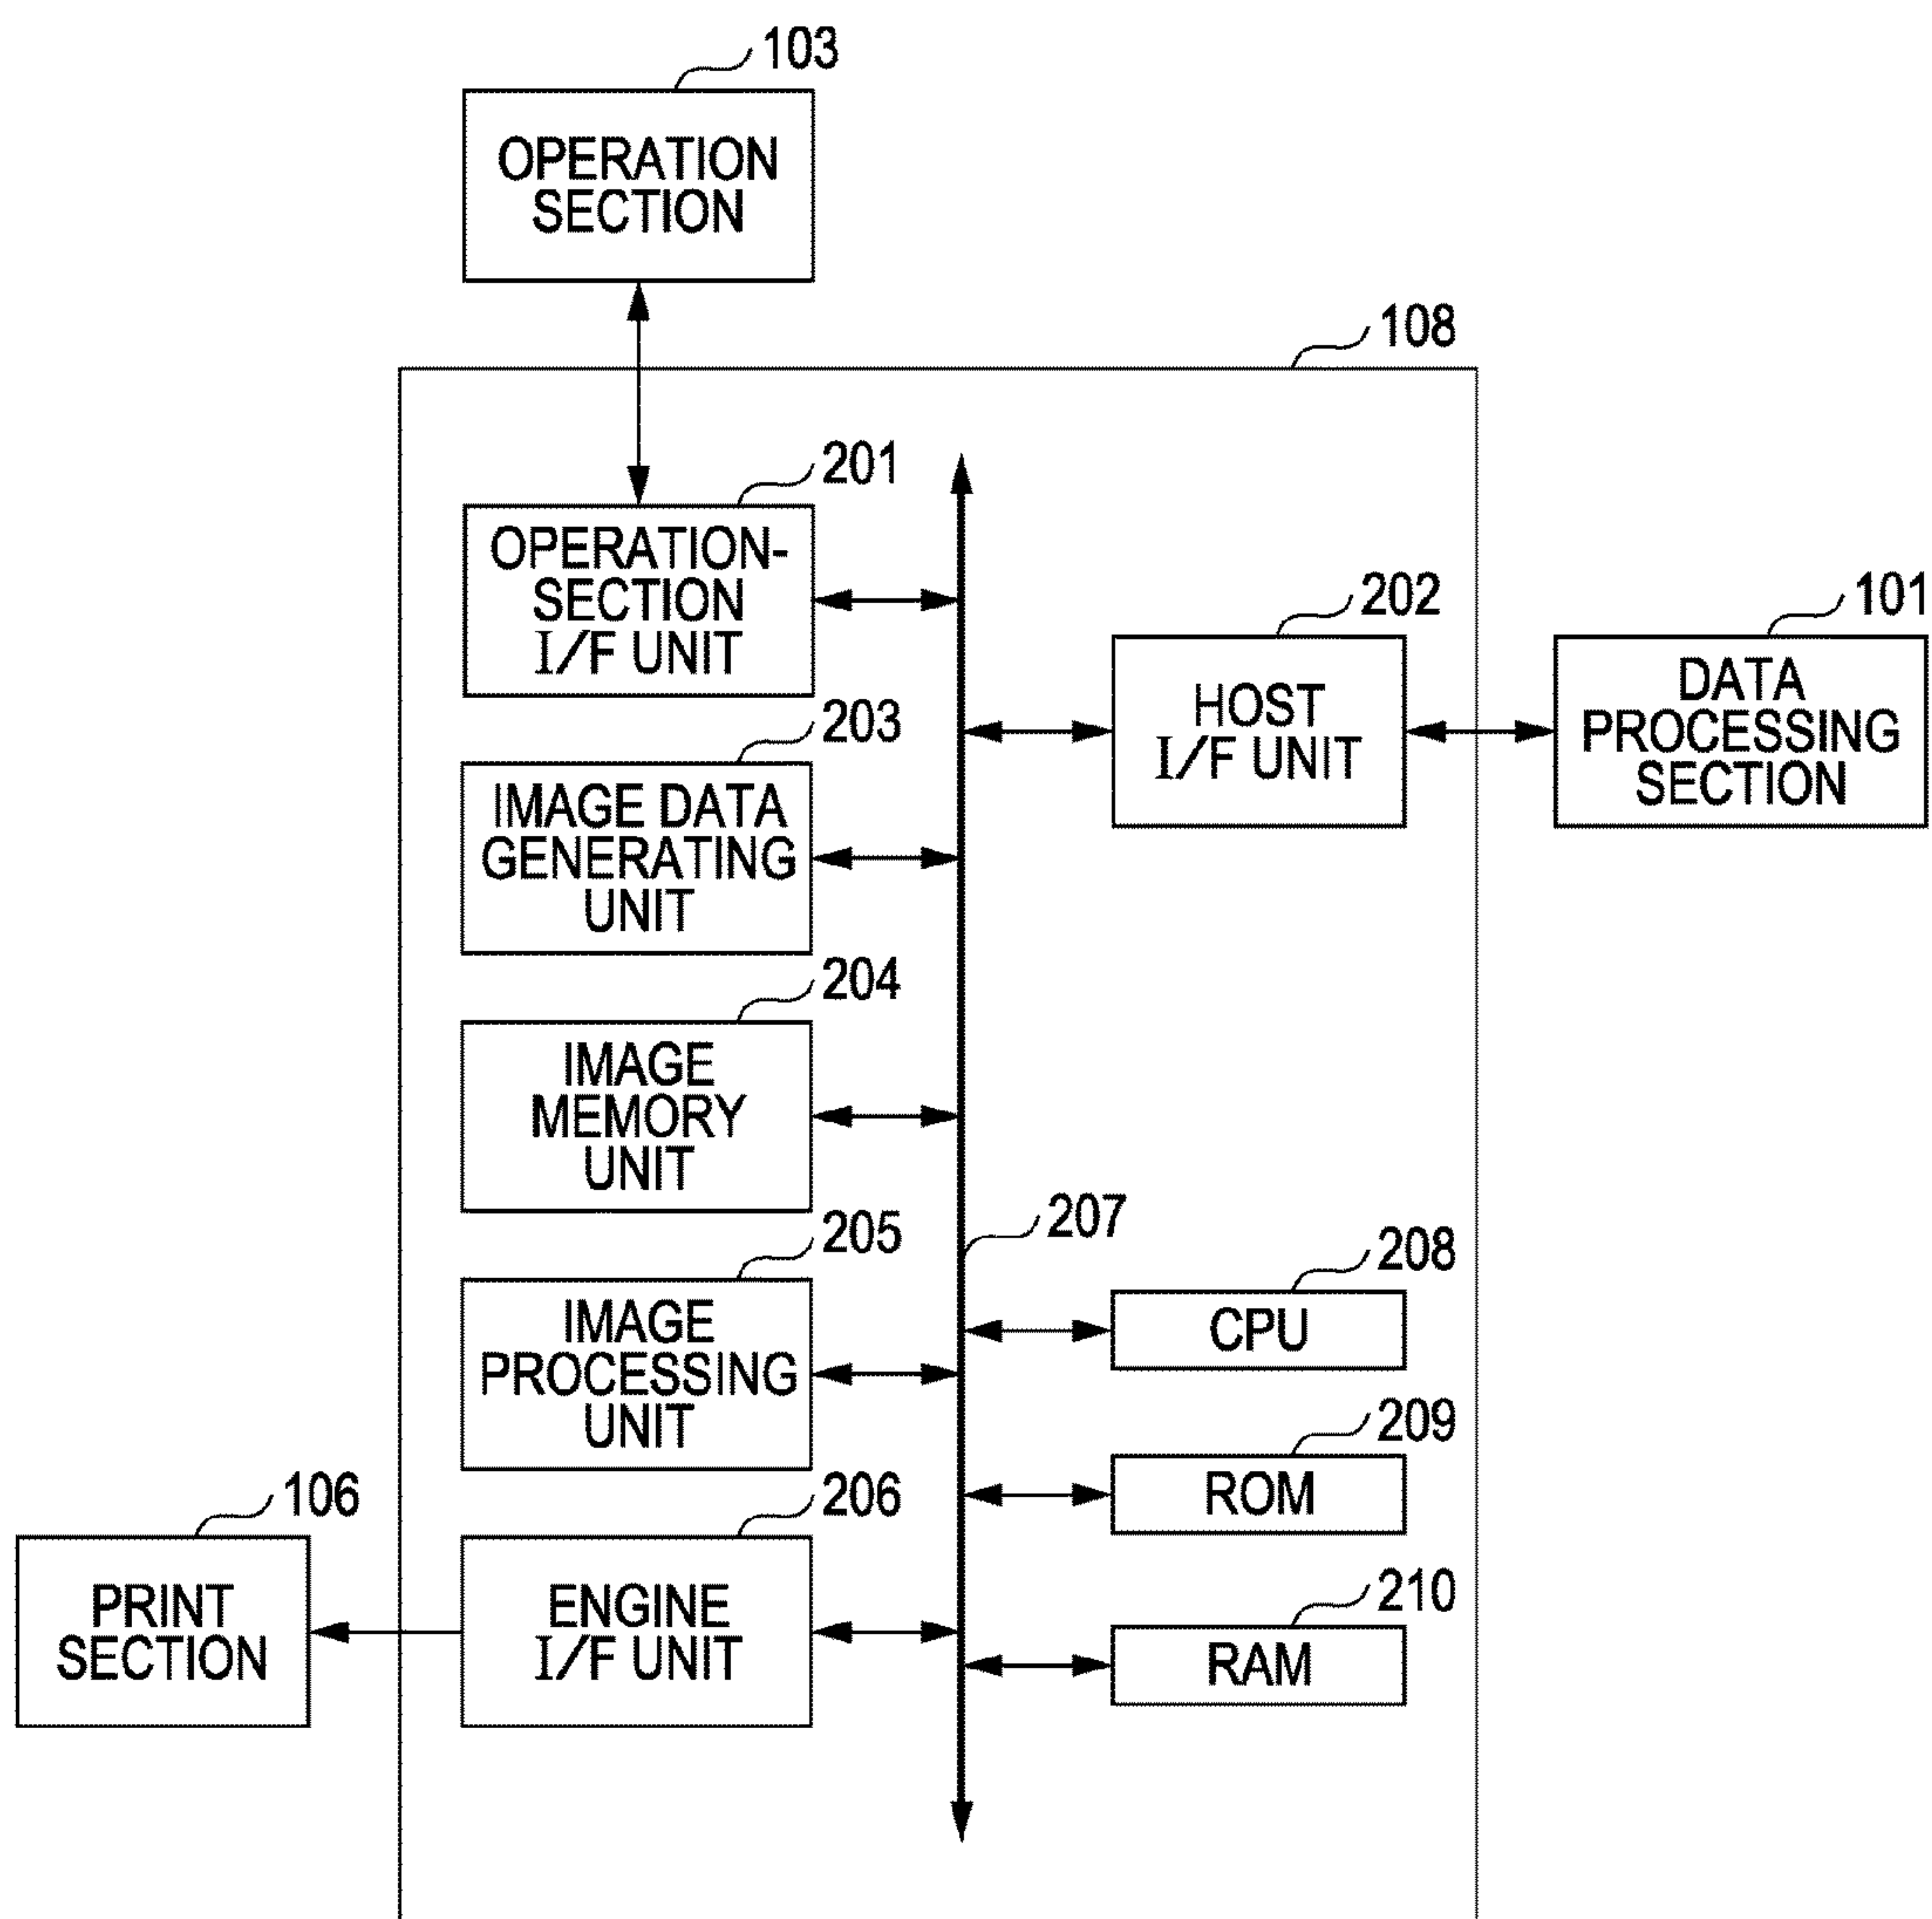 103
OPERATION
SECTION
108
201
OPERATION-
SECTION
I/F UNIT
202
HOST
I/F UNIT
101
DATA
PROCESSING
SECTION
203
IMAGE DATA
GENERATING
UNIT
204
IMAGE
MEMORY
UNIT
207
205
IMAGE
PROCESSING
UNIT
208
CPU
209
ROM
106
PRINT
SECTION
206
ENGINE
I/F UNIT
210
RAM